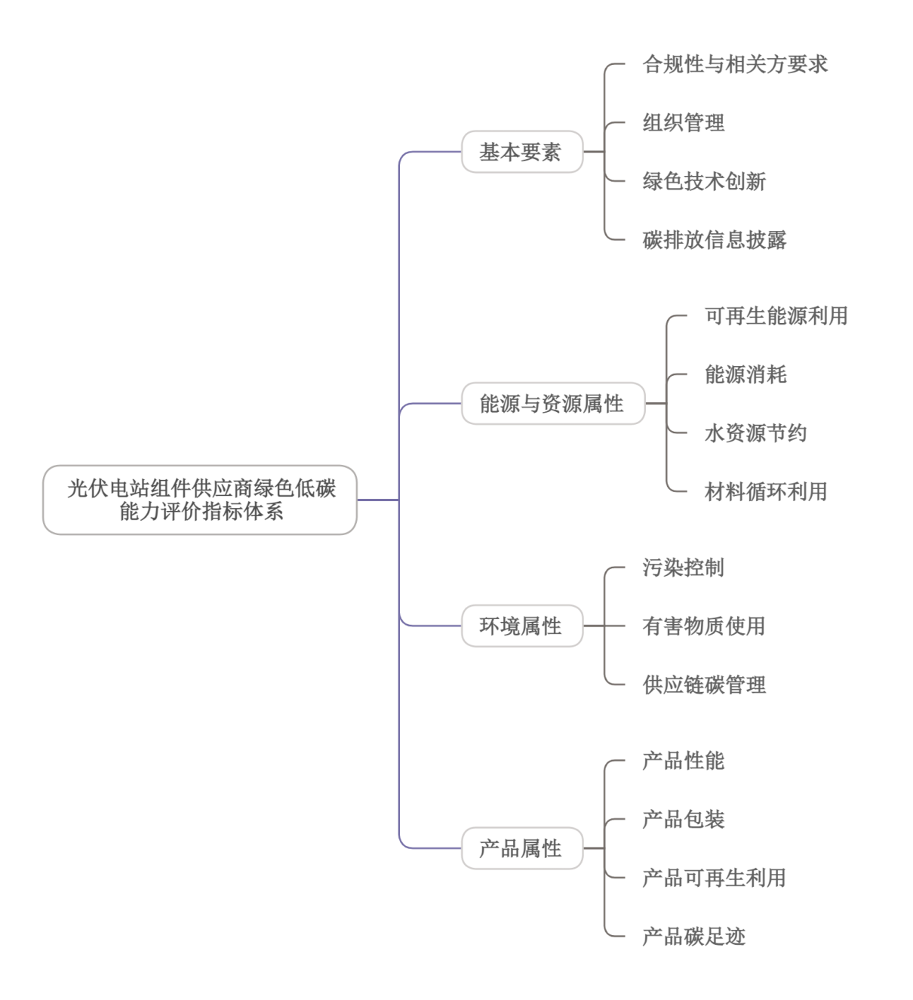 光伏电站组件供应商绿色低碳
能力评价指标体系
基本要素
合规性与相关方要求
组织管理
绿色技术创新
碳排放信息披露
能源与资源属性
可再生能源利用
能源消耗
水资源节约
材料循环利用
环境属性
污染控制
有害物质使用
供应链碳管理
产品属性
产品性能
产品包装
产品可再生利用
产品碳足迹